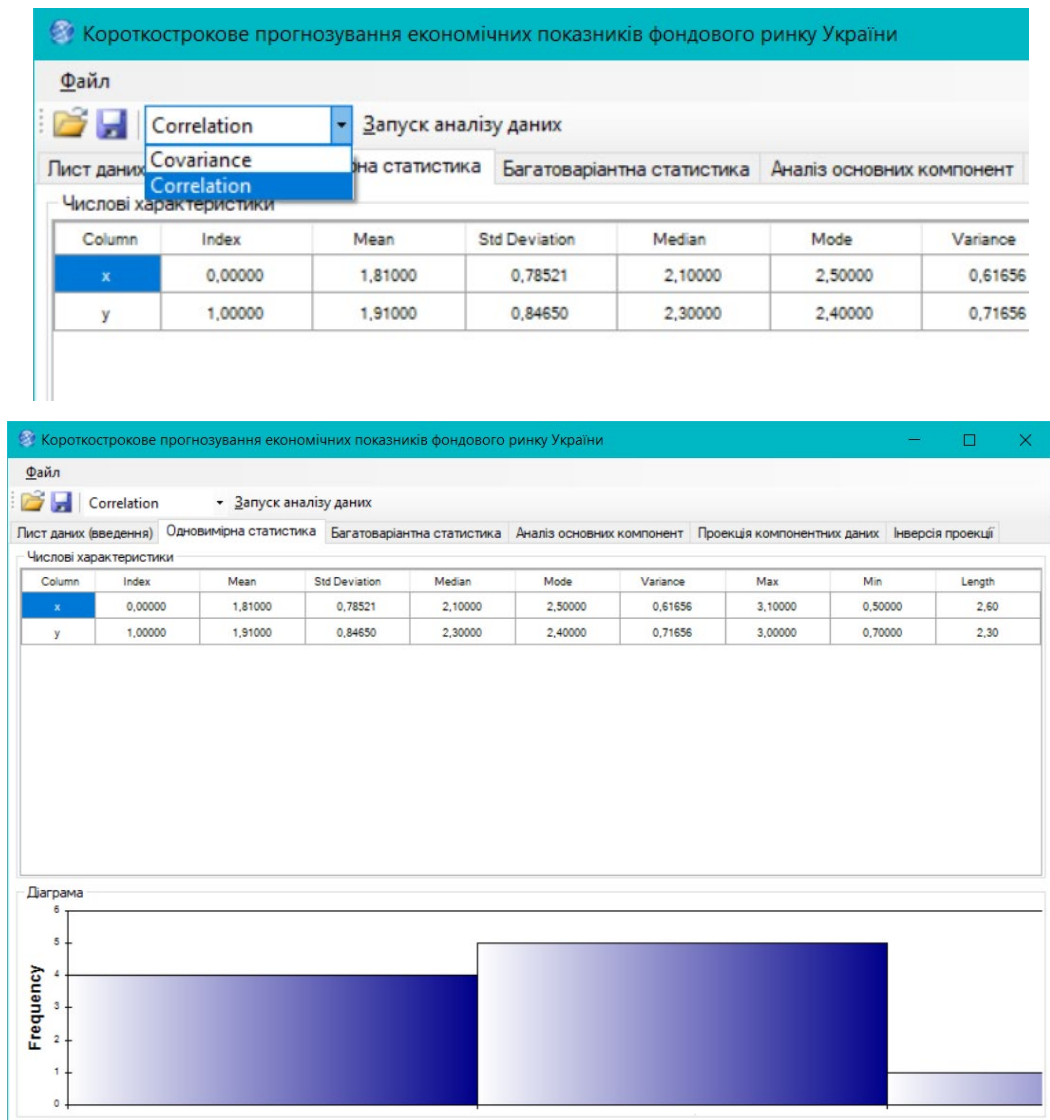 Короткострокове прогнозування економічних показників фондового ринку України
Файл
Correlation Запуск аналізу даних
Covariance
Correlation
Лист даних на статистика Багатоваріантна статистика Аналіз основних компонент
Числові характеристики
Column Index Mean Std Deviation Median Mode Variance
x 0,00000 1,81000 0,78521 2,10000 2,50000 0,61656
y 1,00000 1,91000 0,84650 2,30000 2,40000 0,71656
Короткострокове прогнозування економічних показників фондового ринку України
Файл
Correlation Запуск аналізу даних
Лист даних (введення) Одновимірна статистика Багатоваріантна статистика Аналіз основних компонент Проекція компонентних даних Інверсія проекції
Числові характеристики
Column Index Mean Std Deviation Median Mode Variance Max Min Length
x 0,00000 1,81000 0,78521 2,10000 2,50000 0,61656 3,10000 0,50000 2,60
y 1,00000 1,91000 0,84650 2,30000 2,40000 0,71656 3,00000 0,70000 2,30
Діаграма
Frequency
6
5
4
3
2
1
0